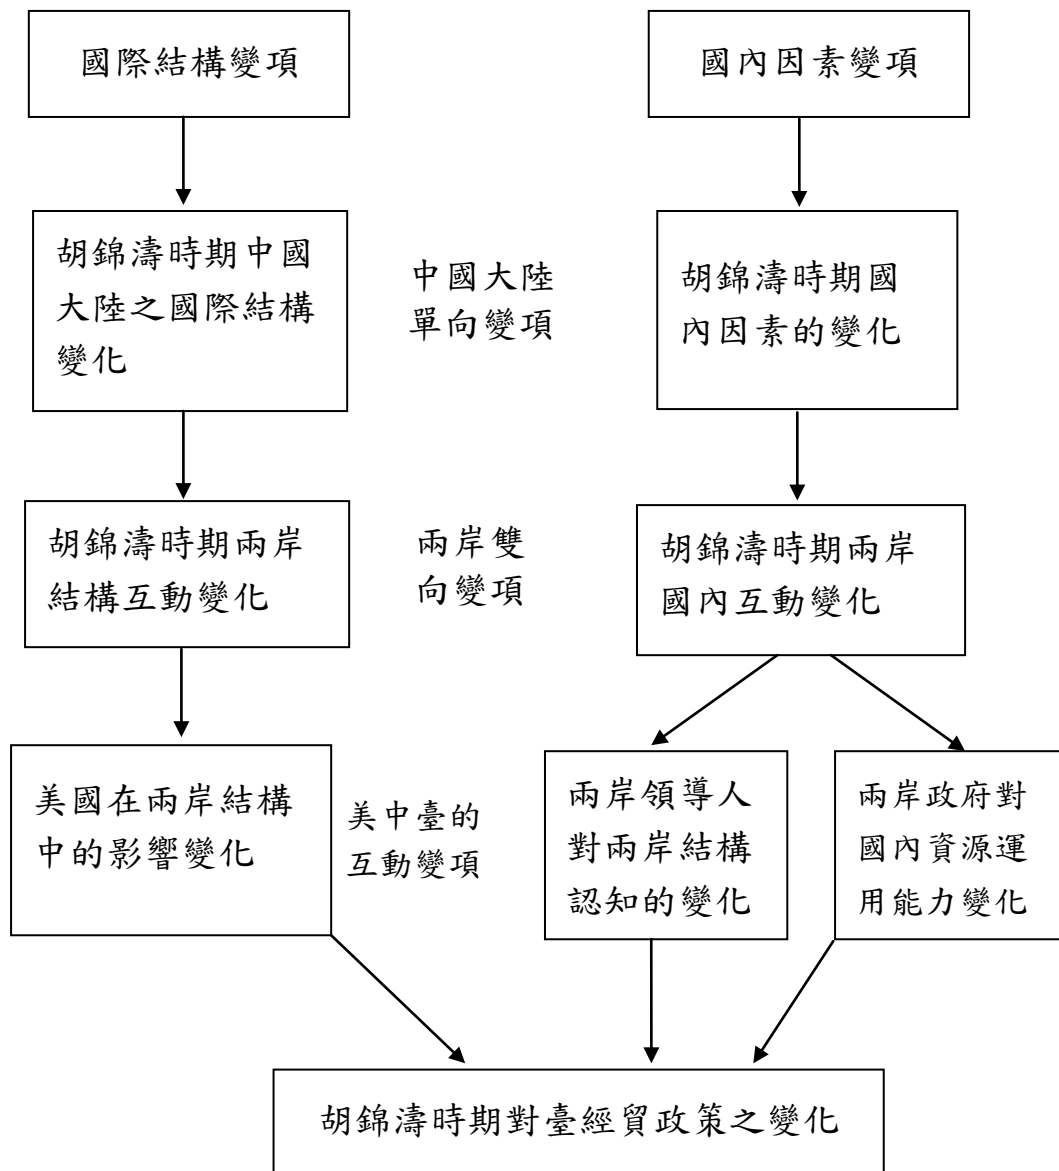 國際結構變項
國內因素變項
胡錦濤時期中國
大陸之國際結構
變化
中國大陸
單向變項
胡錦濤時期國
內因素的變化
胡錦濤時期兩岸
結構互動變化
兩岸雙
向變項
胡錦濤時期兩岸
國內互動變化
美國在兩岸結構
中的影響變化
美中臺的
互動變項
兩岸領導人
對兩岸結構
認知的變化
兩岸政府對
國內資源運
用能力變化
胡錦濤時期對臺經貿政策之變化